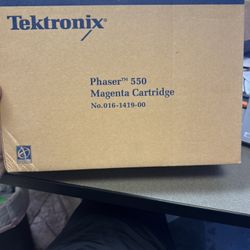 Tektronix
Phaser™ 550
Magenta Cartridge
No.016-1419-00